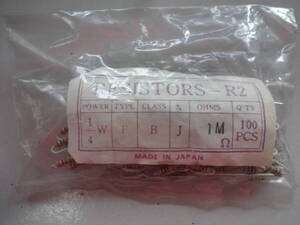 RESISTORS - R2
POWER TYPE CLASS % OHMS Q'TY
1/4 W F B J 1M Ω 100 PCS
MADE IN JAPAN